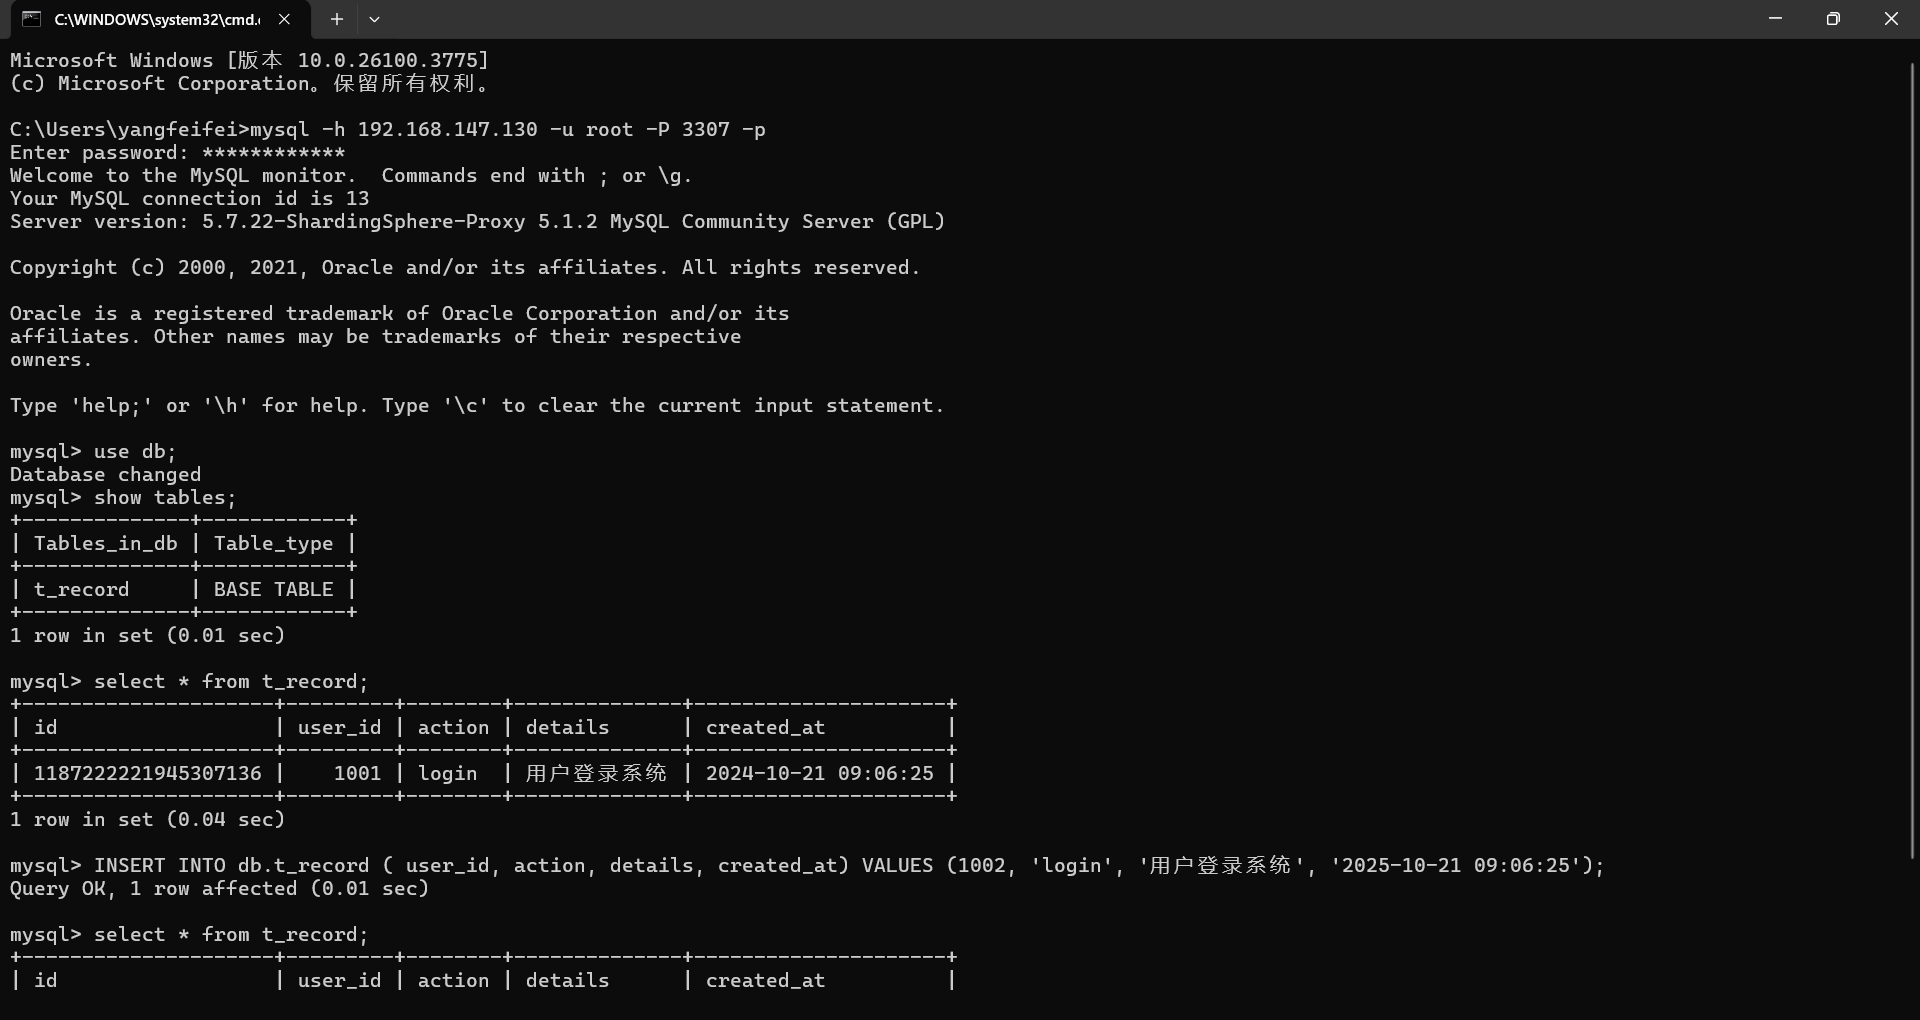 C:\WINDOWS\system32\cmd.
Microsoft Windows [版本 10.0.26100.3775]
(c) Microsoft Corporation。保留所有权利。
C:\Users\yangfeifei>mysql -h 192.168.147.130 -u root -P 3307 -p
Enter password: ************
Welcome to the MySQL monitor.  Commands end with ; or \g.
Your MySQL connection id is 13
Server version: 5.7.22-ShardingSphere-Proxy 5.1.2 MySQL Community Server (GPL)
Copyright (c) 2000, 2021, Oracle and/or its affiliates. All rights reserved.
Oracle is a registered trademark of Oracle Corporation and/or its
affiliates. Other names may be trademarks of their respective
owners.
Type 'help;' or '\h' for help. Type '\c' to clear the current input statement.
mysql> use db;
Database changed
mysql> show tables;
+--------------+------------+
| Tables_in_db | Table_type |
+--------------+------------+
| t_record     | BASE TABLE |
+--------------+------------+
1 row in set (0.01 sec)
mysql> select * from t_record;
+---------------------+---------+--------+--------------+---------------------+
| id                  | user_id | action | details      | created_at          |
+---------------------+---------+--------+--------------+---------------------+
| 1187222221945307136 |    1001 | login  | 用户登录系统 | 2024-10-21 09:06:25 |
+---------------------+---------+--------+--------------+---------------------+
1 row in set (0.04 sec)
mysql> INSERT INTO db.t_record ( user_id, action, details, created_at) VALUES (1002, 'login', '用户登录系统', '2025-10-21 09:06:25');
Query OK, 1 row affected (0.01 sec)
mysql> select * from t_record;
+---------------------+---------+--------+--------------+---------------------+
| id                  | user_id | action | details      | created_at          |